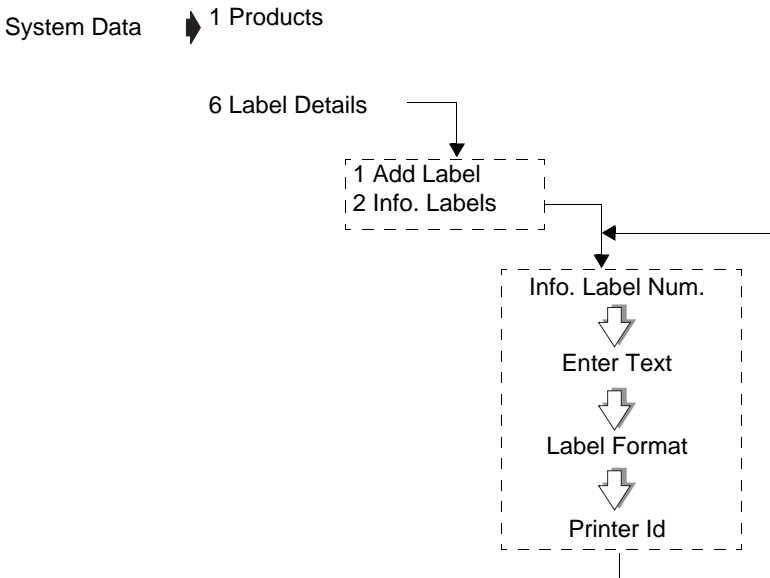 System Data
1 Products
6 Label Details
1 Add Label
2 Info. Labels
Info. Label Num.
Enter Text
Label Format
Printer Id